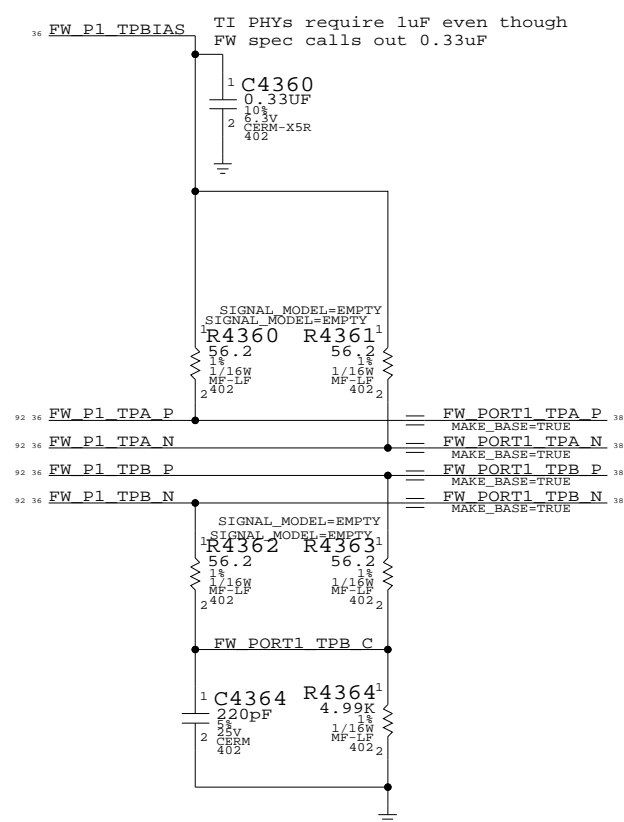 TI PHYs require 1uF even though
36 FW_P1_TPBIAS
FW spec calls out 0.33uF
1 C4360
0.33UF
10%
6.3V
2 CERM-X5R
402
SIGNAL_MODEL=EMPTY
SIGNAL_MODEL=EMPTY
1 R4360 R4361 1
56.2 56.2
1% 1%
1/16W 1/16W
MF-LF MF-LF
2 402 402 2
92 36 FW_P1_TPA_P FW_PORT1_TPA_P 38
MAKE_BASE=TRUE
92 36 FW_P1_TPA_N FW_PORT1_TPA_N 38
MAKE_BASE=TRUE
92 36 FW_P1_TPB_P FW_PORT1_TPB_P 38
MAKE_BASE=TRUE
92 36 FW_P1_TPB_N FW_PORT1_TPB_N 38
MAKE_BASE=TRUE
SIGNAL_MODEL=EMPTY
SIGNAL_MODEL=EMPTY
1 R4362 R4363 1
56.2 56.2
1% 1%
1/16W 1/16W
MF-LF MF-LF
2 402 402 2
FW_PORT1_TPB_C
1 C4364 R4364 1
220pF 4.99K
5% 1%
25V 1/16W
2 CERM MF-LF
402 402 2